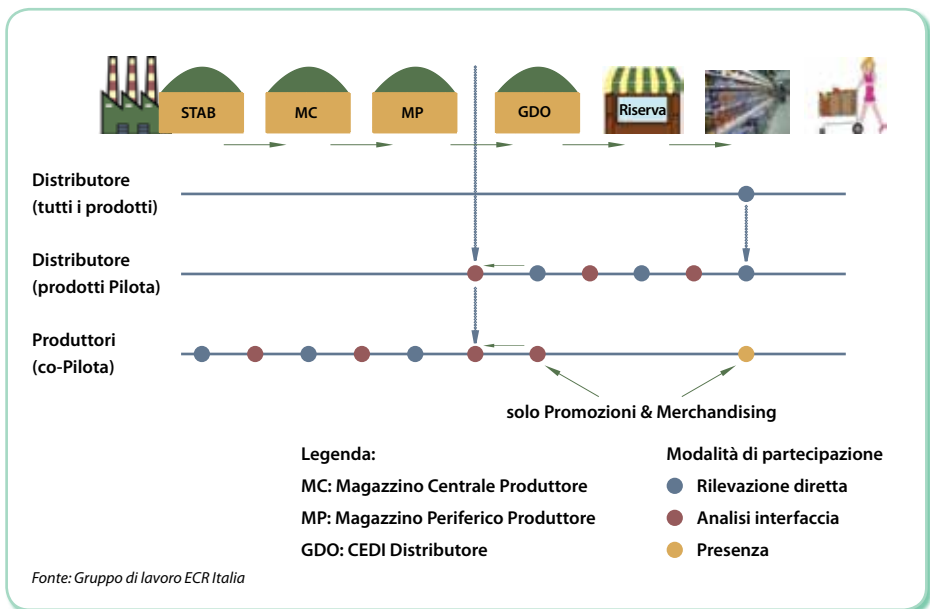 STAB
MC
MP
GDO
Riserva
Distributore
(tutti i prodotti)
Distributore
(prodotti Pilota)
Produttori
(co-Pilota)
solo Promozioni & Merchandising
Legenda:
MC: Magazzino Centrale Produttore
MP: Magazzino Periferico Produttore
GDO: CEDI Distributore
Modalità di partecipazione
Rilevazione diretta
Analisi interfaccia
Presenza
Fonte: Gruppo di lavoro ECR Italia